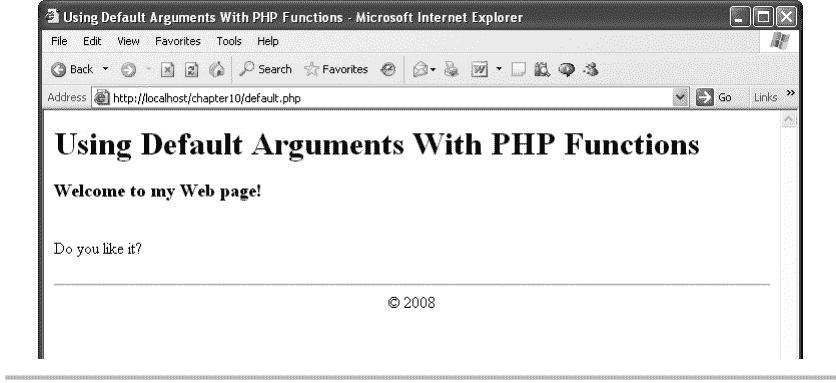 Using Default Arguments With PHP Functions - Microsoft Internet Explorer
File Edit View Favorites Tools Help
Back Search Favorites W
Address http://localhost/chapter10/default.php Go Links »
Using Default Arguments With PHP Functions
Welcome to my Web page!
Do you like it?
© 2008